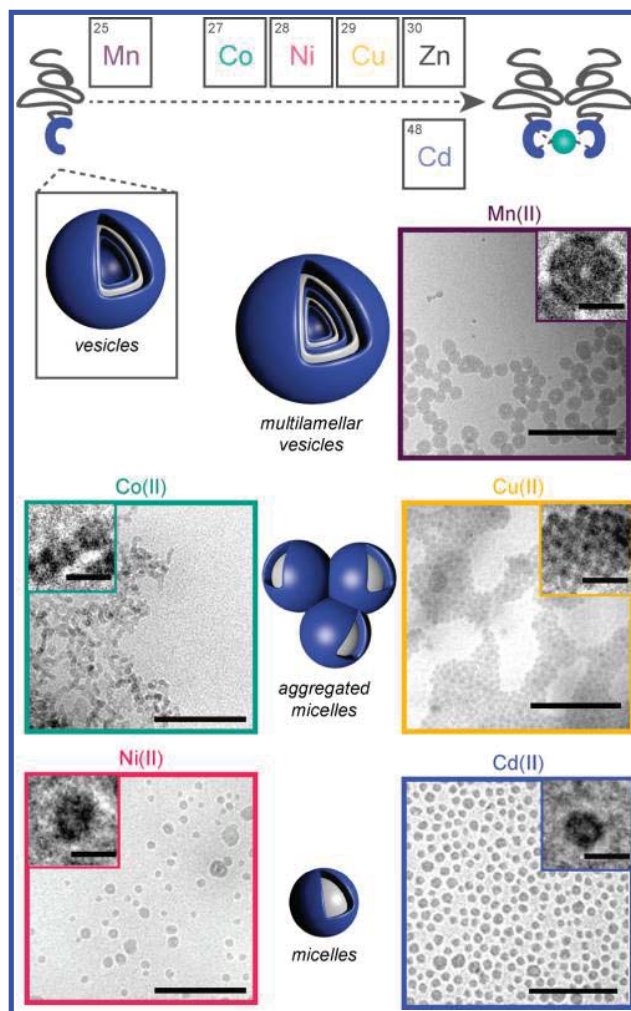 25
Mn
27
Co
28
Ni
29
Cu
30
Zn
48
Cd
Mn(II)
vesicles
multilamellar
vesicles
Co(II)
Cu(II)
aggregated
micelles
Ni(II)
Cd(II)
micelles